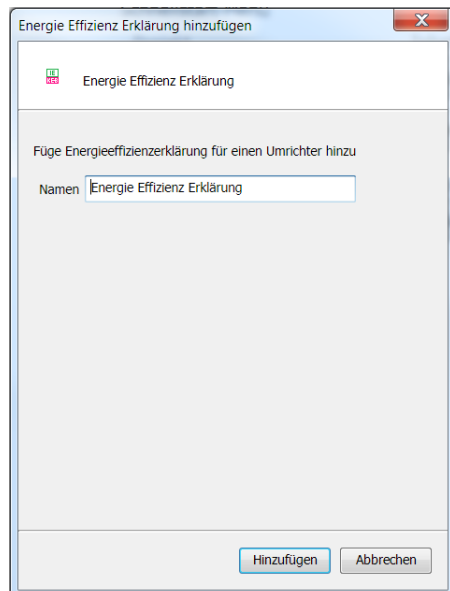 Energie Effizienz Erklärung hinzufügen
Energie Effizienz Erklärung
Füge Energieeffizienzerklärung für einen Umrichter hinzu
Namen Energie Effizienz Erklärung
Hinzufügen Abbrechen